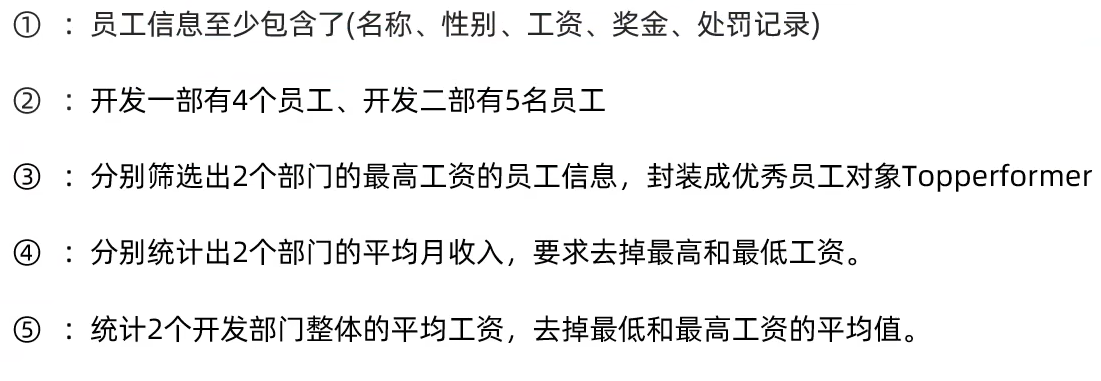 ① ：员工信息至少包含了(名称、性别、工资、奖金、处罚记录)
② ：开发一部有4个员工、开发二部有5名员工
③ ：分别筛选出2个部门的最高工资的员工信息，封装成优秀员工对象Topperformer
④ ：分别统计出2个部门的平均月收入，要求去掉最高和最低工资。
⑤ ：统计2个开发部门整体的平均工资，去掉最低和最高工资的平均值。